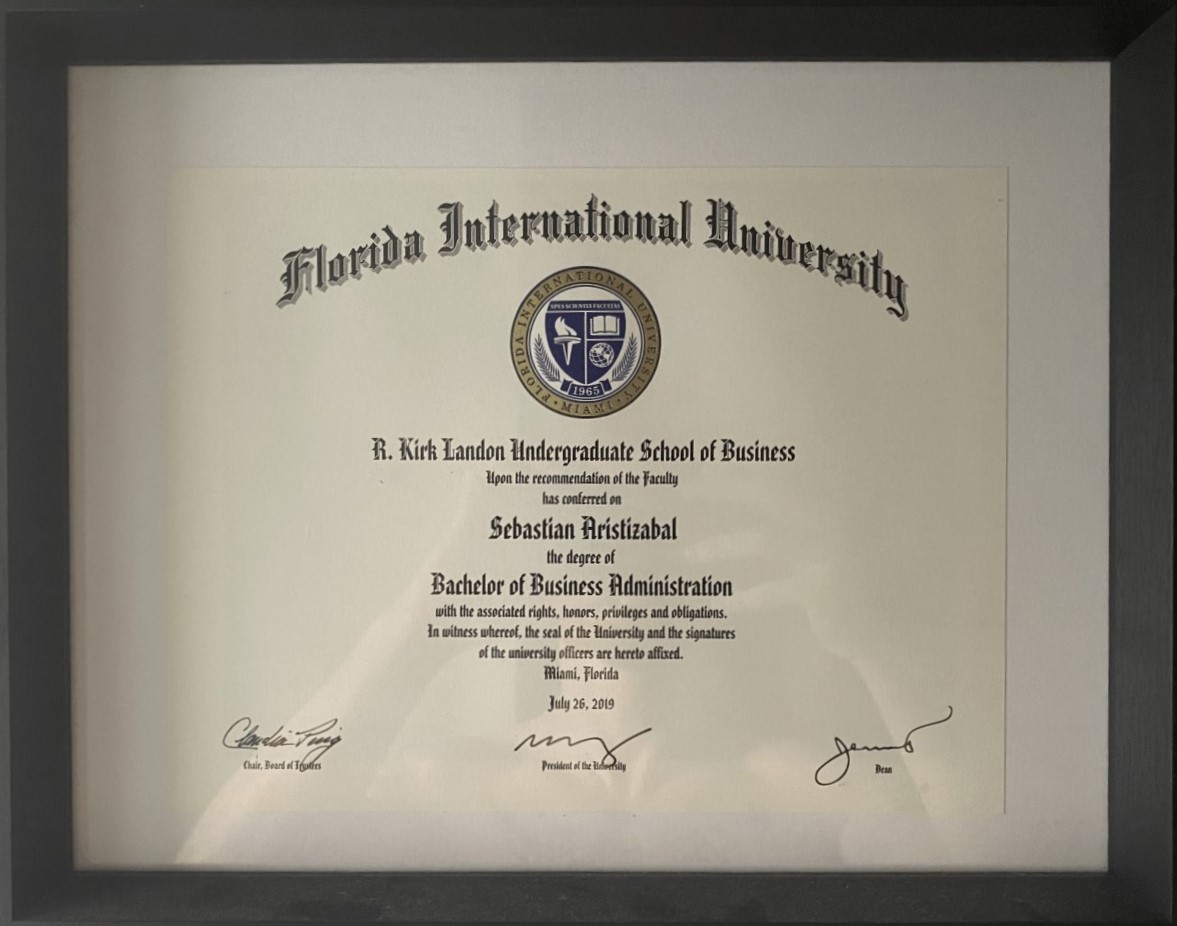 Florida International University
FLORIDA INTERNATIONAL UNIVERSITY
SPES SCIENTIA FACULTAS
1965
MIAMI
R. Kirk Landon Undergraduate School of Business
Upon the recommendation of the Faculty
has conferred on
Sebastian Aristizabal
the degree of
Bachelor of Business Administration
with the associated rights, honors, privileges and obligations.
In witness whereof, the seal of the University and the signatures
of the university officers are hereto affixed.
Miami, Florida
July 26, 2019
Claudia Puig
Chair, Board of Trustees
President of the University
Dean